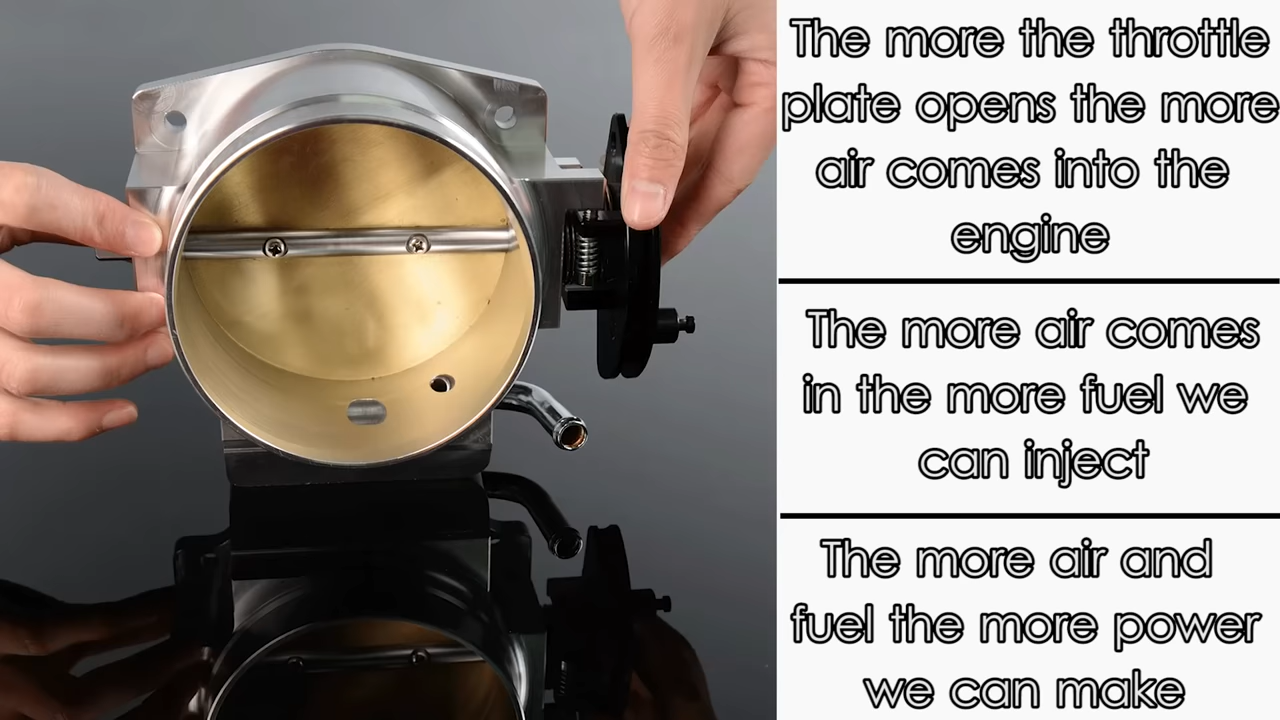 The more the throttle
plate opens the more
air comes into the
engine
The more air comes
in the more fuel we
can inject
The more air and
fuel the more power
we can make